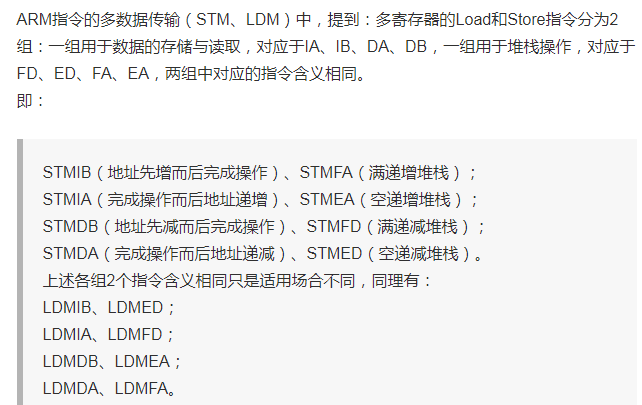 ARM指令的多数据传输（STM、LDM）中，提到：多寄存器的Load和Store指令分为2
组：一组用于数据的存储与读取，对应于IA、IB、DA、DB，一组用于堆栈操作，对应于
FD、ED、FA、EA，两组中对应的指令含义相同。
即：
STMIB（地址先增而后完成操作）、STMFA（满递增堆栈）；
STMIA（完成操作而后地址递增）、STMEA（空递增堆栈）；
STMDB（地址先减而后完成操作）、STMFD（满递减堆栈）；
STMDA（完成操作而后地址递减）、STMED（空递减堆栈）。
上述各组2个指令含义相同只是适用场合不同，同理有：
LDMIB、LDMED；
LDMIA、LDMFD；
LDMDB、LDMEA；
LDMDA、LDMFA。